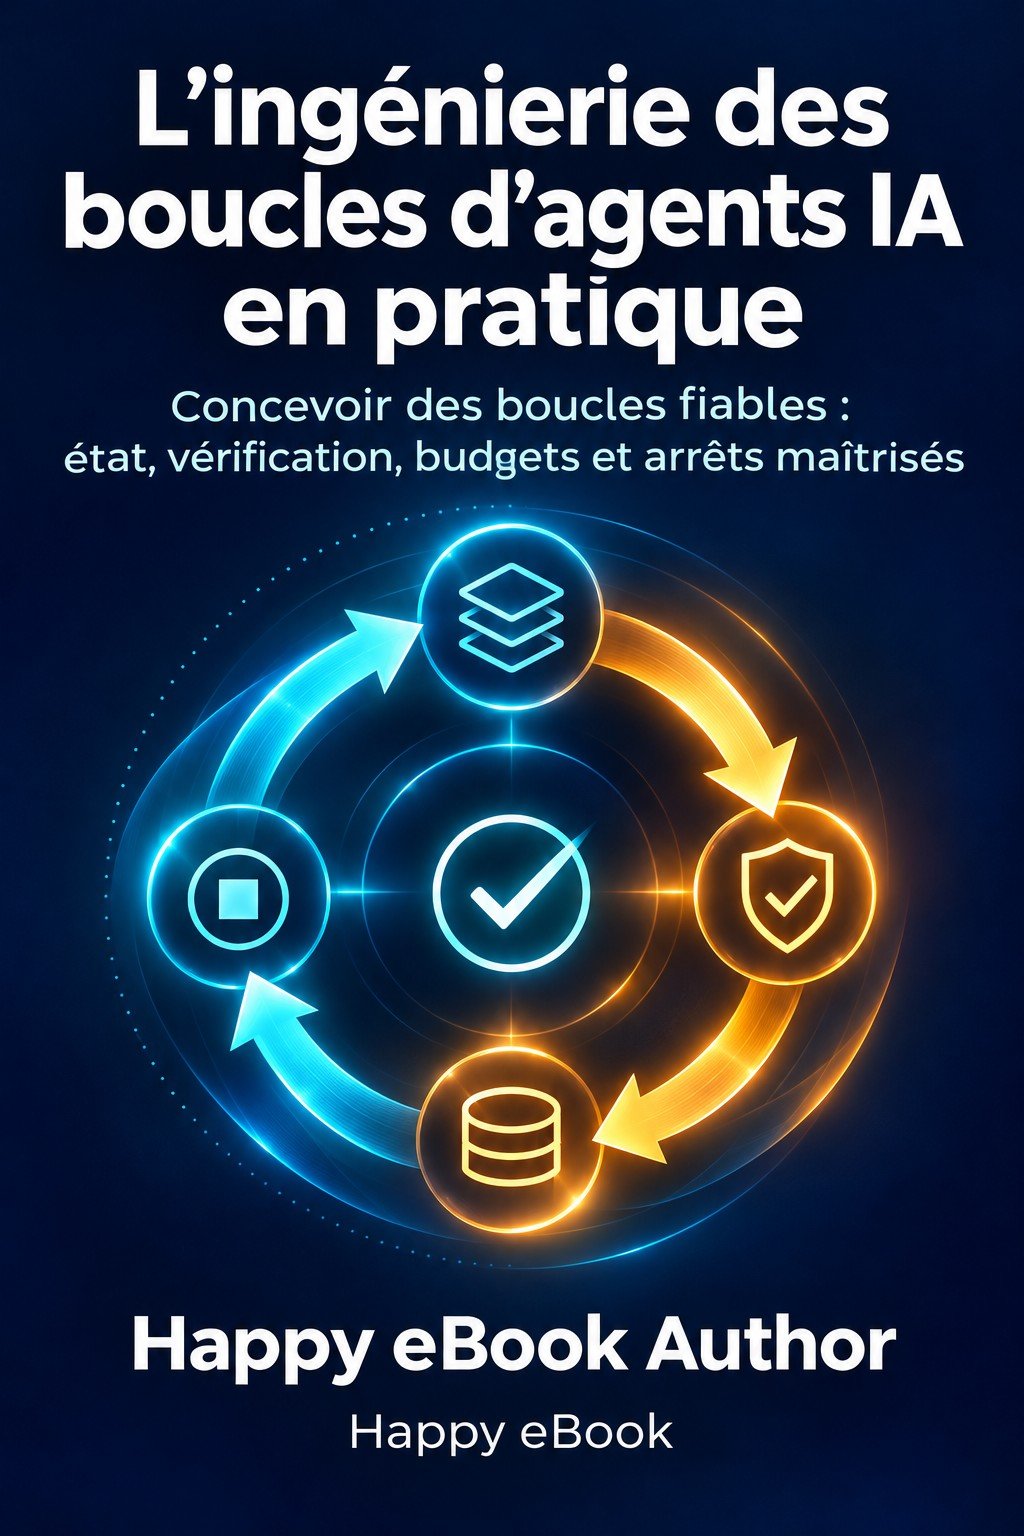 L’ingénierie des
boucles d’agents IA
en pratique
Concevoir des boucles fiables :
état, vérification, budgets et arrêts maîtrisés
Happy eBook Author
Happy eBook